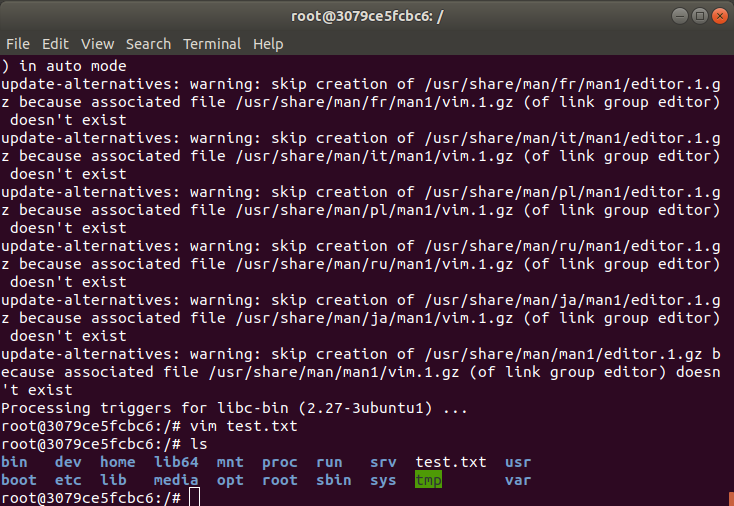 root@3079ce5fcbc6: /
File Edit View Search Terminal Help
) in auto mode
update-alternatives: warning: skip creation of /usr/share/man/fr/man1/editor.1.g
z because associated file /usr/share/man/fr/man1/vim.1.gz (of link group editor)
 doesn't exist
update-alternatives: warning: skip creation of /usr/share/man/it/man1/editor.1.g
z because associated file /usr/share/man/it/man1/vim.1.gz (of link group editor)
 doesn't exist
update-alternatives: warning: skip creation of /usr/share/man/pl/man1/editor.1.g
z because associated file /usr/share/man/pl/man1/vim.1.gz (of link group editor)
 doesn't exist
update-alternatives: warning: skip creation of /usr/share/man/ru/man1/editor.1.g
z because associated file /usr/share/man/ru/man1/vim.1.gz (of link group editor)
 doesn't exist
update-alternatives: warning: skip creation of /usr/share/man/ja/man1/editor.1.g
z because associated file /usr/share/man/ja/man1/vim.1.gz (of link group editor)
 doesn't exist
update-alternatives: warning: skip creation of /usr/share/man/man1/editor.1.gz b
ecause associated file /usr/share/man/man1/vim.1.gz (of link group editor) doesn
't exist
Processing triggers for libc-bin (2.27-3ubuntu1) ...
root@3079ce5fcbc6:/# vim test.txt
root@3079ce5fcbc6:/# ls
bin   dev  home  lib64  mnt  proc  run   srv  test.txt  usr
boot  etc  lib   media  opt  root  sbin  sys  tmp       var
root@3079ce5fcbc6:/#